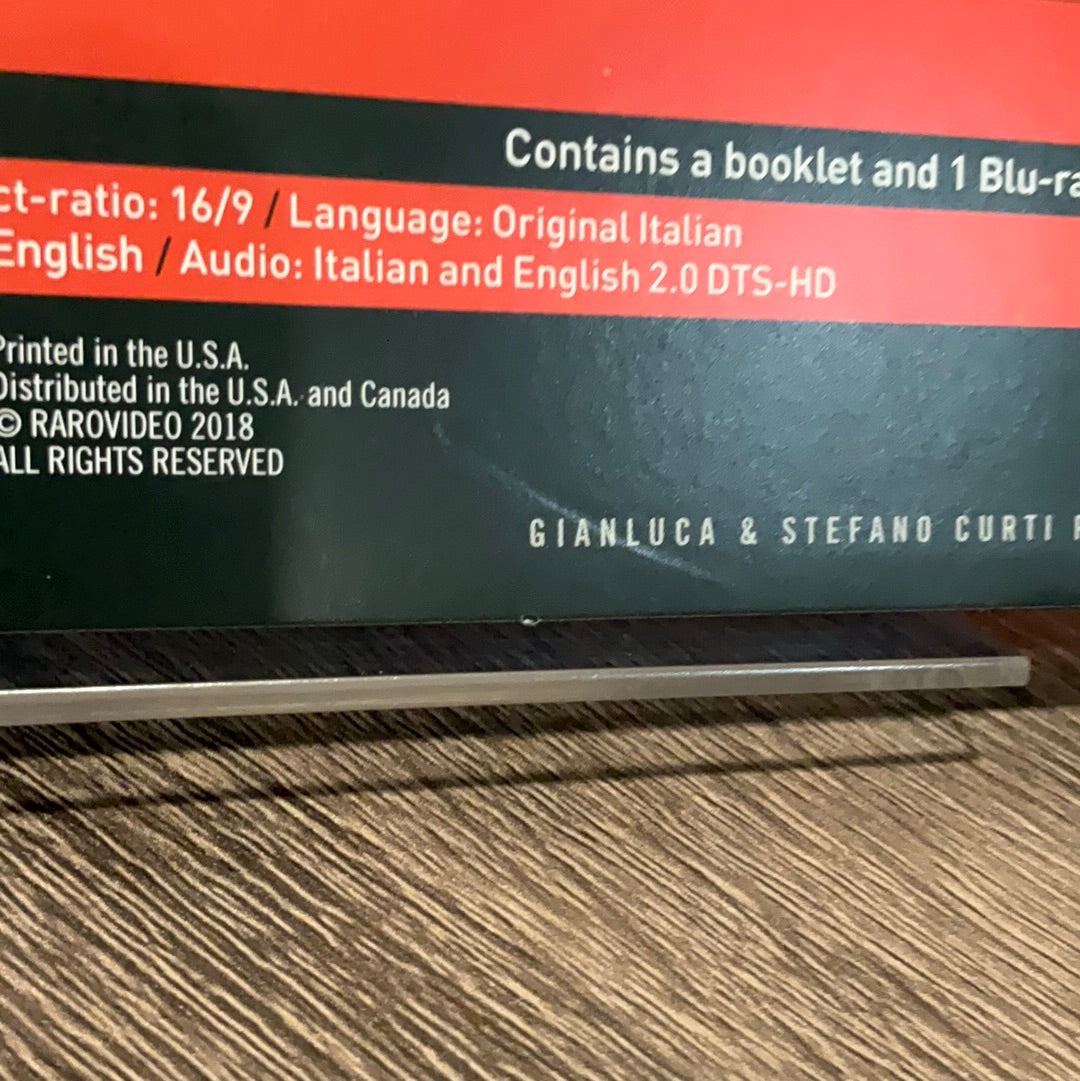 Contains a booklet and 1 Blu-ra
ct-ratio: 16/9 / Language: Original Italian
English / Audio: Italian and English 2.0 DTS-HD
Printed in the U.S.A.
Distributed in the U.S.A. and Canada
© RAROVIDEO 2018
ALL RIGHTS RESERVED
GIANLUCA & STEFANO CURTI